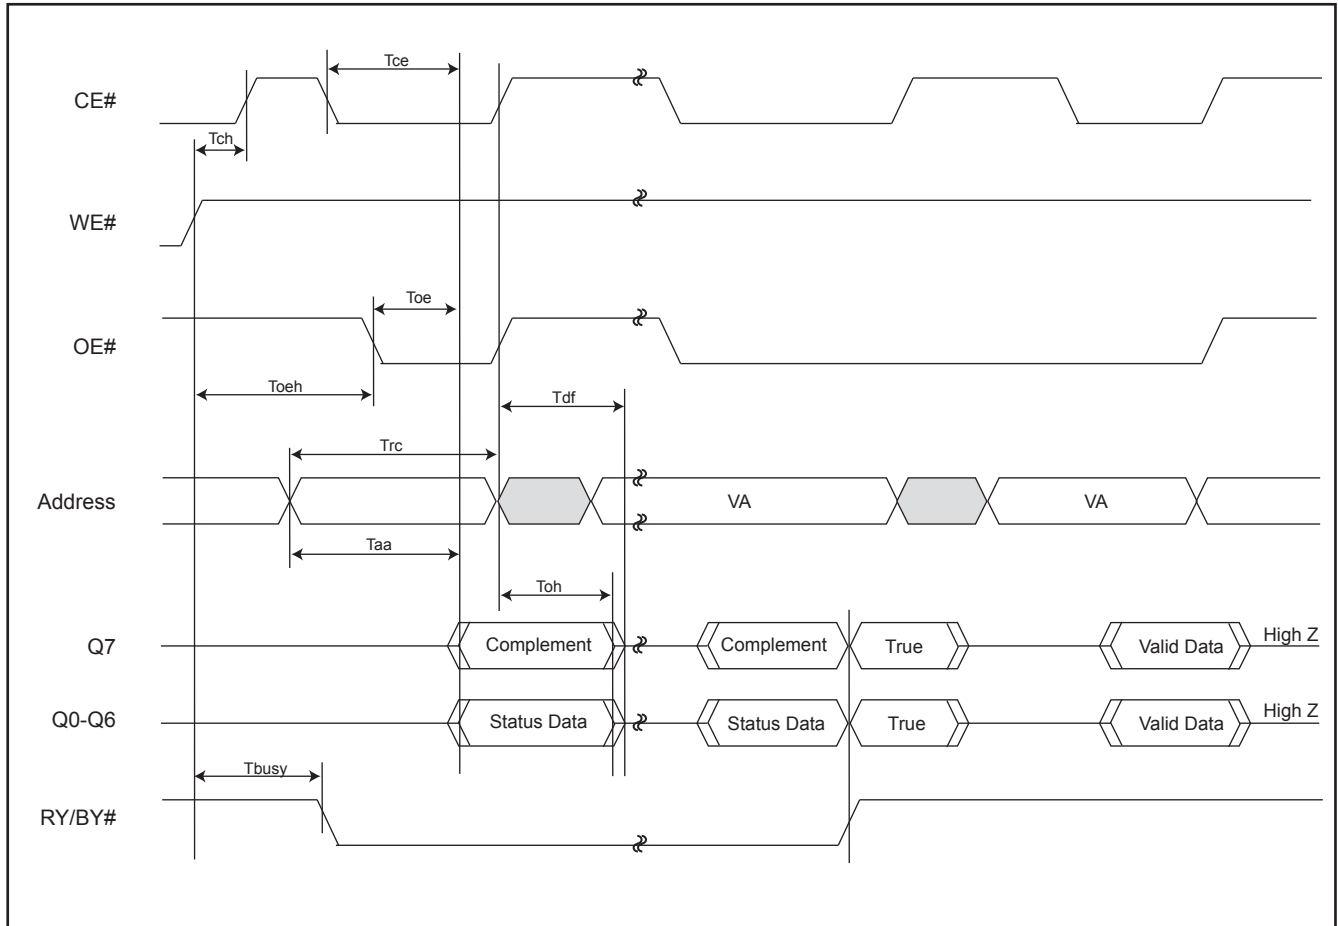 Tce
CE#
Tch
WE#
Toe
OE#
Toeh
Tdf
Trc
Address
VA
VA
Taa
Toh
Q7
Complement
Complement
True
Valid Data
High Z
Q0-Q6
Status Data
Status Data
True
Valid Data
High Z
Tbusy
RY/BY#